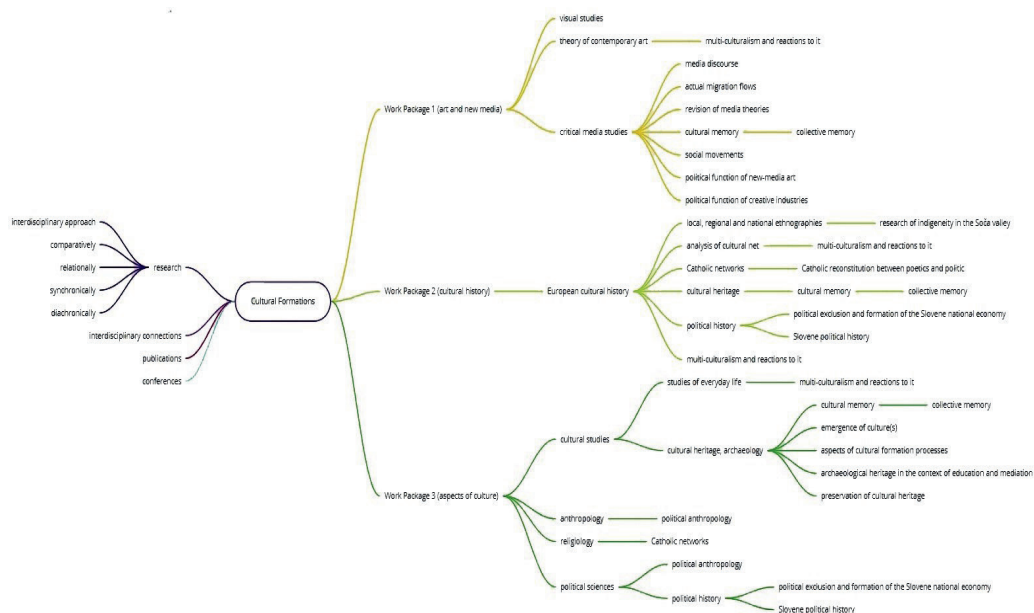 visual studies
theory of contemporary art
multi-culturalism and reactions to it
media discourse
actual migration flows
revision of media theories
Work Package 1 (art and new media)
critical media studies
cultural memory
collective memory
social movements
political function of new-media art
political function of creative industries
interdisciplinary approach
comparatively
relationally
synchronically
diachronically
research
interdisciplinary connections
publications
conferences
Cultural Formations
local, regional and national ethnographies
research of indigeneity in the Soča valley
analysis of cultural net
multi-culturalism and reactions to it
Catholic networks
Catholic reconstitution between poetics and politic
Work Package 2 (cultural history)
European cultural history
cultural heritage
cultural memory
collective memory
political history
political exclusion and formation of the Slovene national economy
Slovene political history
multi-culturalism and reactions to it
studies of everyday life
multi-culturalism and reactions to it
cultural studies
cultural heritage, archaeology
cultural memory
collective memory
emergence of culture(s)
aspects of cultural formation processes
archaeological heritage in the context of education and mediation
preservation of cultural heritage
Work Package 3 (aspects of culture)
anthropology
political anthropology
religiology
Catholic networks
political sciences
political anthropology
political history
political exclusion and formation of the Slovene national economy
Slovene political history